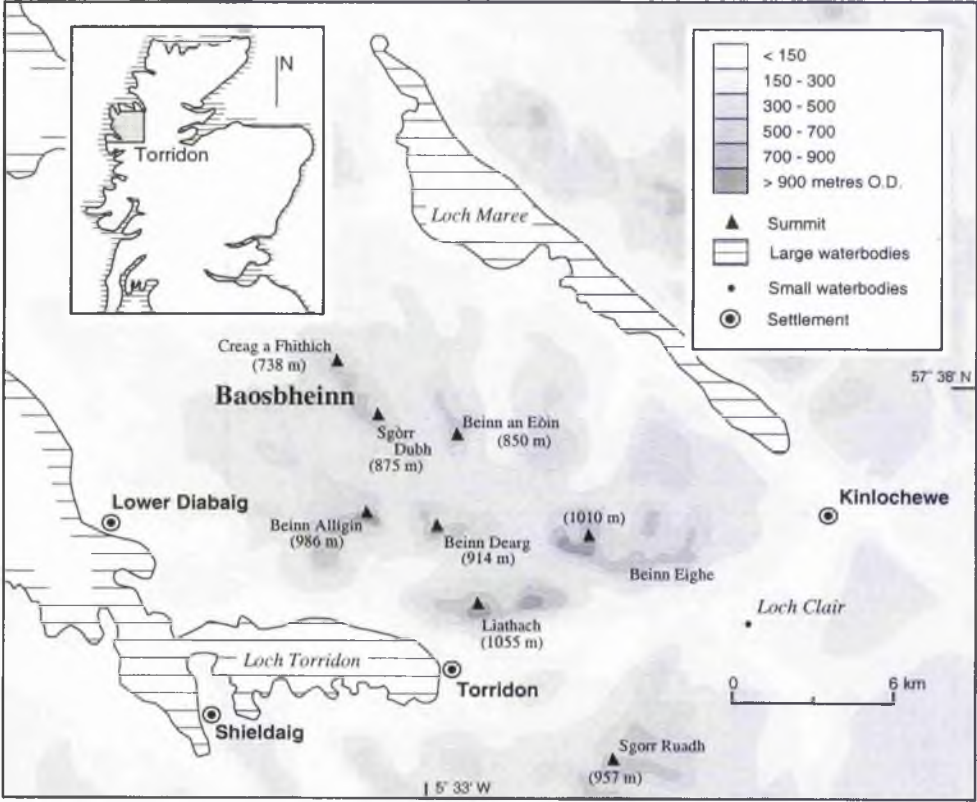 N
Torridon
< 150
150 - 300
300 - 500
500 - 700
700 - 900
> 900 metres O.D.
Summit
Large waterbodies
Small waterbodies
Settlement
Loch Maree
57° 38' N
Creag a Fhithich
(738 m)
Baosbheinn
Sgòrr
Dubh
(875 m)
Beinn an Eòin
(850 m)
Lower Diabaig
Beinn Alligin
(986 m)
Beinn Dearg
(914 m)
(1010 m)
Beinn Eighe
Kinlochewe
Loch Clair
Liathach
(1055 m)
Loch Torridon
Torridon
Shieldaig
0 6 km
Sgorr Ruadh
(957 m)
5° 33' W